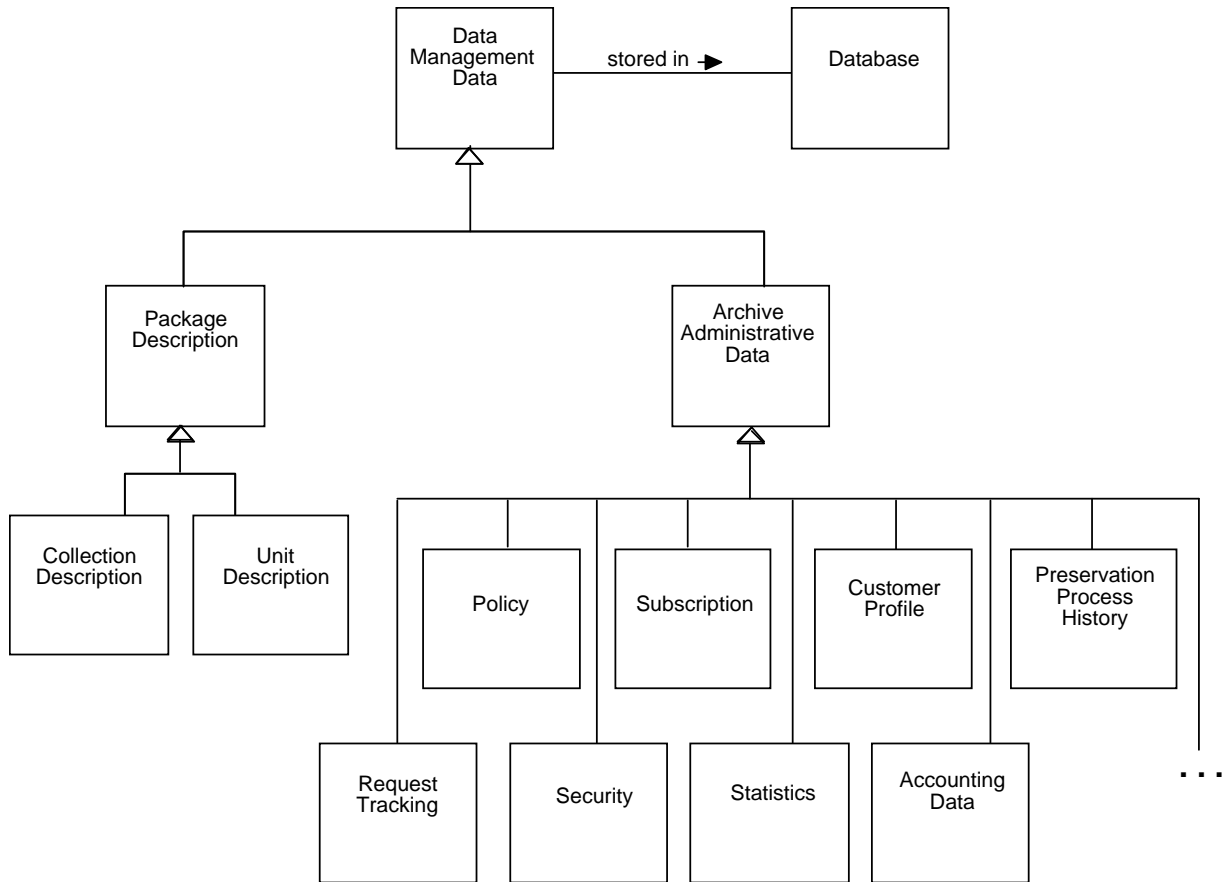 Data
Management
Data
stored in
Database
Package
Description
Archive
Administrative
Data
Collection
Description
Unit
Description
Policy
Subscription
Customer
Profile
Preservation
Process
History
Request
Tracking
Security
Statistics
Accounting
Data
...